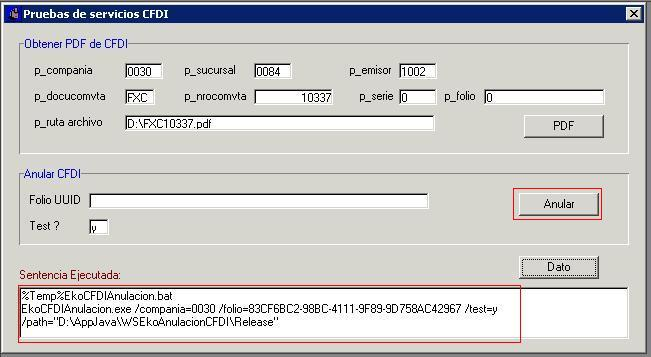 Pruebas de servicios CFDI
Obtener PDF de CFDI
p_compania 0030 p_sucursal 0084 p_emisor 1002
p_docucomvta FXC p_nrocomvta 10337 p_serie 0 p_folio 0
p_ruta archivo D:\FXC10337.pdf PDF
Anular CFDI
Folio UUID Anular
Test ? y
Dato
Sentencia Ejecutada:
%Temp%EkoCFDIAnulacion.bat
EkoCFDIAnulacion.exe /compania=0030 /folio=83CF6BC2-98BC-4111-9F89-9D758AC42967 /test=y
/path="D:\AppJava\WSEkoAnulacionCFDI\Release"